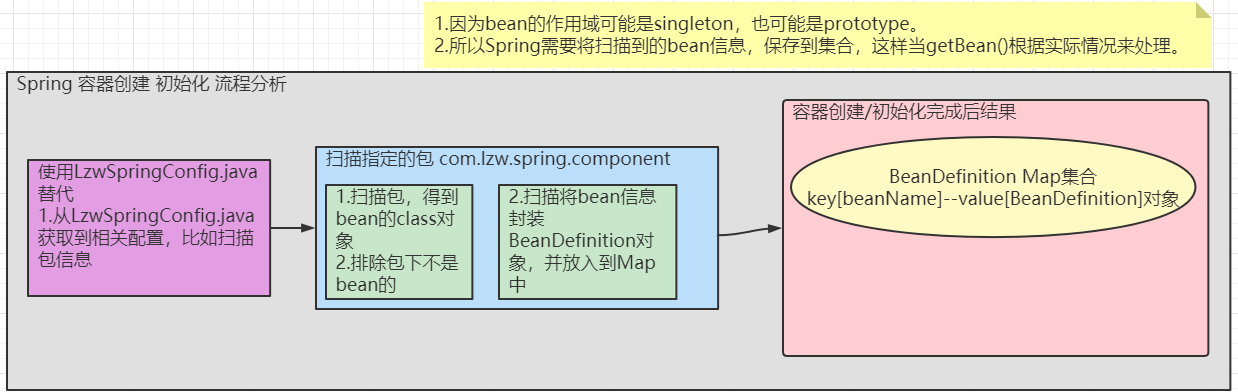 1.因为bean的作用域可能是singleton，也可能是prototype。
2.所以Spring需要将扫描到的bean信息，保存到集合，这样当getBean()根据实际情况来处理。
Spring 容器创建 初始化 流程分析
使用LzwSpringConfig.java
替代
1.从LzwSpringConfig.java
获取到相关配置，比如扫描
包信息
扫描指定的包 com.lzw.spring.component
1.扫描包，得到
bean的class对
象
2.排除包下不是
bean的
2.扫描将bean信息
封装
BeanDefinition对
象，并放入到Map
中
容器创建/初始化完成后结果
BeanDefinition Map集合
key[beanName]--value[BeanDefinition]对象